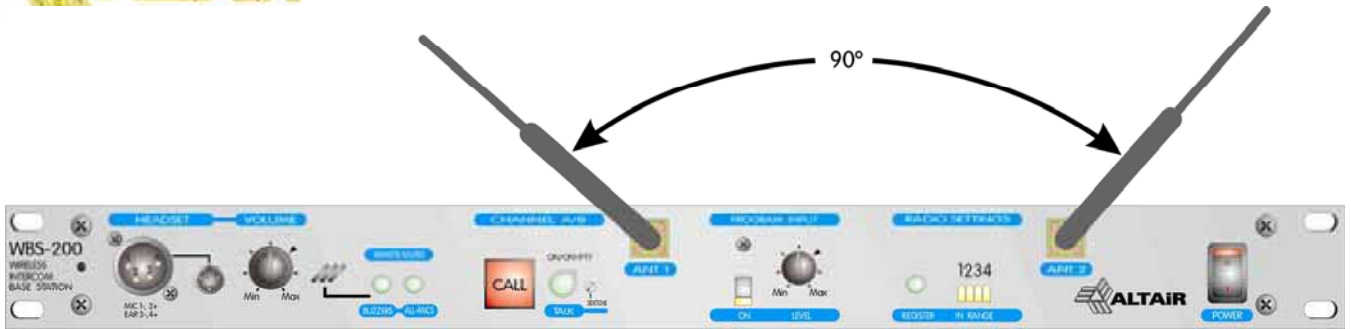 90°
HEADSET VOLUME
CHANNEL A/B
PROGRAM INPUT
RADIO SETTINGS
WBS-200
WIRELESS
INTERCOM
BASE STATION
MIC 1-, 2+
EAR 3-, 4+
Min Max
BUZZERS ALL-MICS
CALL
ON/ON-PTT
TALK
ANT 1
ON
Min Max
LEVEL
REGISTER
1234
IN RANGE
ANT 2
ALTAIR
POWER